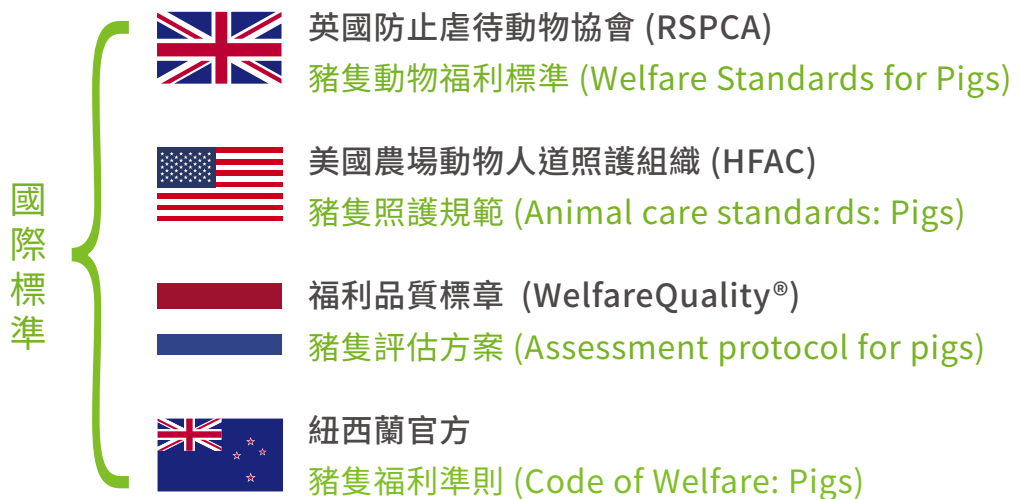 國際標準
英國防止虐待動物協會 (RSPCA)
豬隻動物福利標準 (Welfare Standards for Pigs)
美國農場動物人道照護組織 (HFAC)
豬隻照護規範 (Animal care standards: Pigs)
福利品質標章 (WelfareQuality®)
豬隻評估方案 (Assessment protocol for pigs)
紐西蘭官方
豬隻福利準則 (Code of Welfare: Pigs)